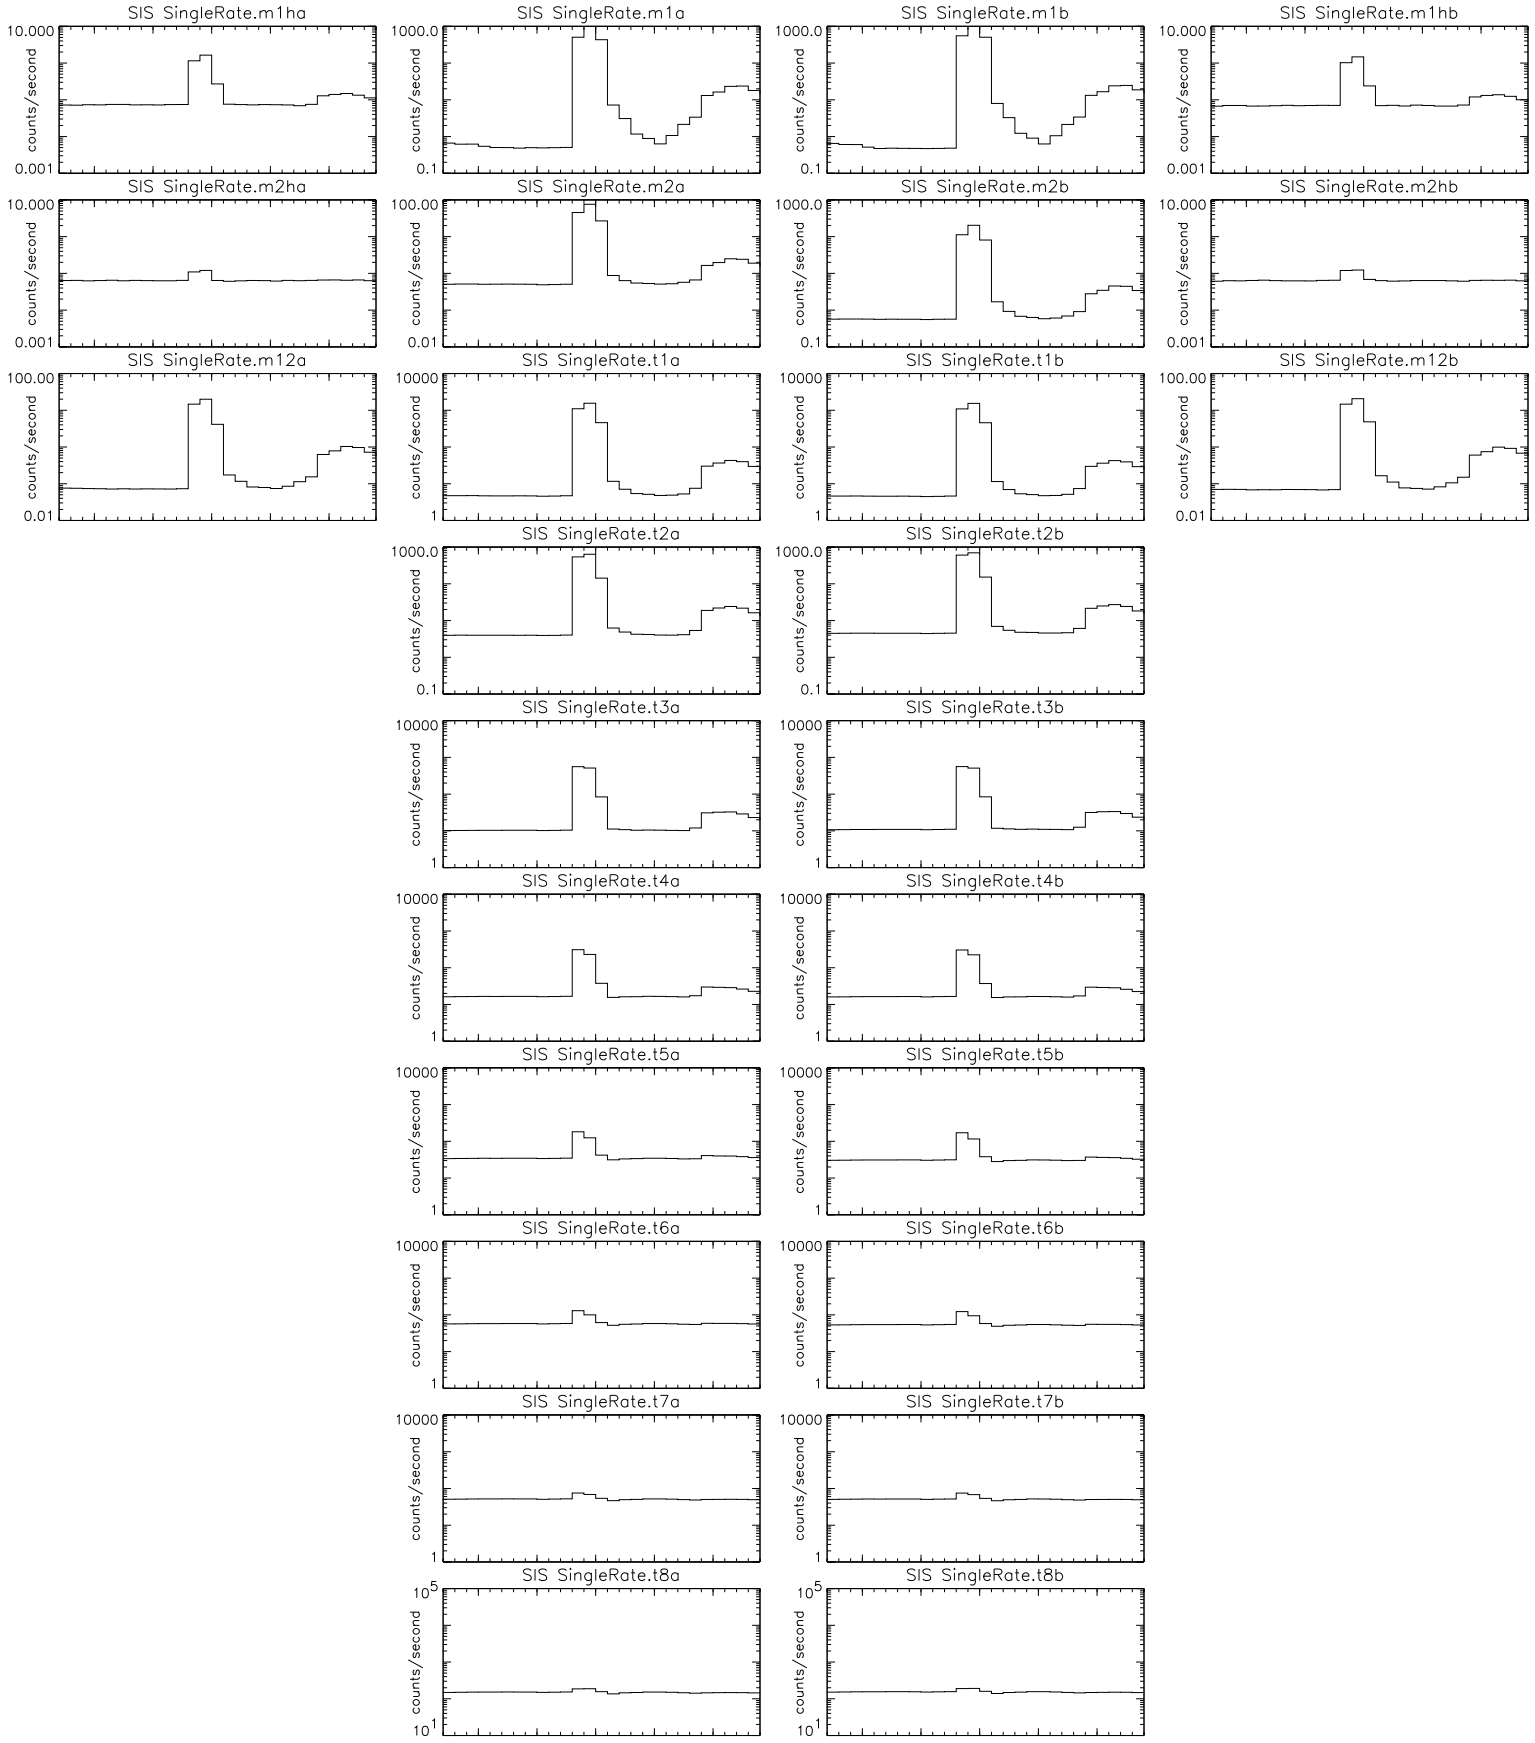 SIS SingleRate.m1ha
10.000
counts/second
0.001
SIS SingleRate.m1a
1000.0
counts/second
0.1
SIS SingleRate.m1b
1000.0
counts/second
0.1
SIS SingleRate.m1hb
10.000
counts/second
0.001
SIS SingleRate.m2ha
10.000
counts/second
0.001
SIS SingleRate.m2a
100.00
counts/second
0.01
SIS SingleRate.m2b
1000.0
counts/second
0.1
SIS SingleRate.m2hb
10.000
counts/second
0.001
SIS SingleRate.m12a
100.00
counts/second
0.01
SIS SingleRate.t1a
10000
counts/second
1
SIS SingleRate.t1b
10000
counts/second
1
SIS SingleRate.m12b
100.00
counts/second
0.01
SIS SingleRate.t2a
1000.0
counts/second
0.1
SIS SingleRate.t2b
1000.0
counts/second
0.1
SIS SingleRate.t3a
10000
counts/second
1
SIS SingleRate.t3b
10000
counts/second
1
SIS SingleRate.t4a
10000
counts/second
1
SIS SingleRate.t4b
10000
counts/second
1
SIS SingleRate.t5a
10000
counts/second
1
SIS SingleRate.t5b
10000
counts/second
1
SIS SingleRate.t6a
10000
counts/second
1
SIS SingleRate.t6b
10000
counts/second
1
SIS SingleRate.t7a
10000
counts/second
1
SIS SingleRate.t7b
10000
counts/second
1
SIS SingleRate.t8a
10⁵
counts/second
10¹
SIS SingleRate.t8b
10⁵
counts/second
10¹